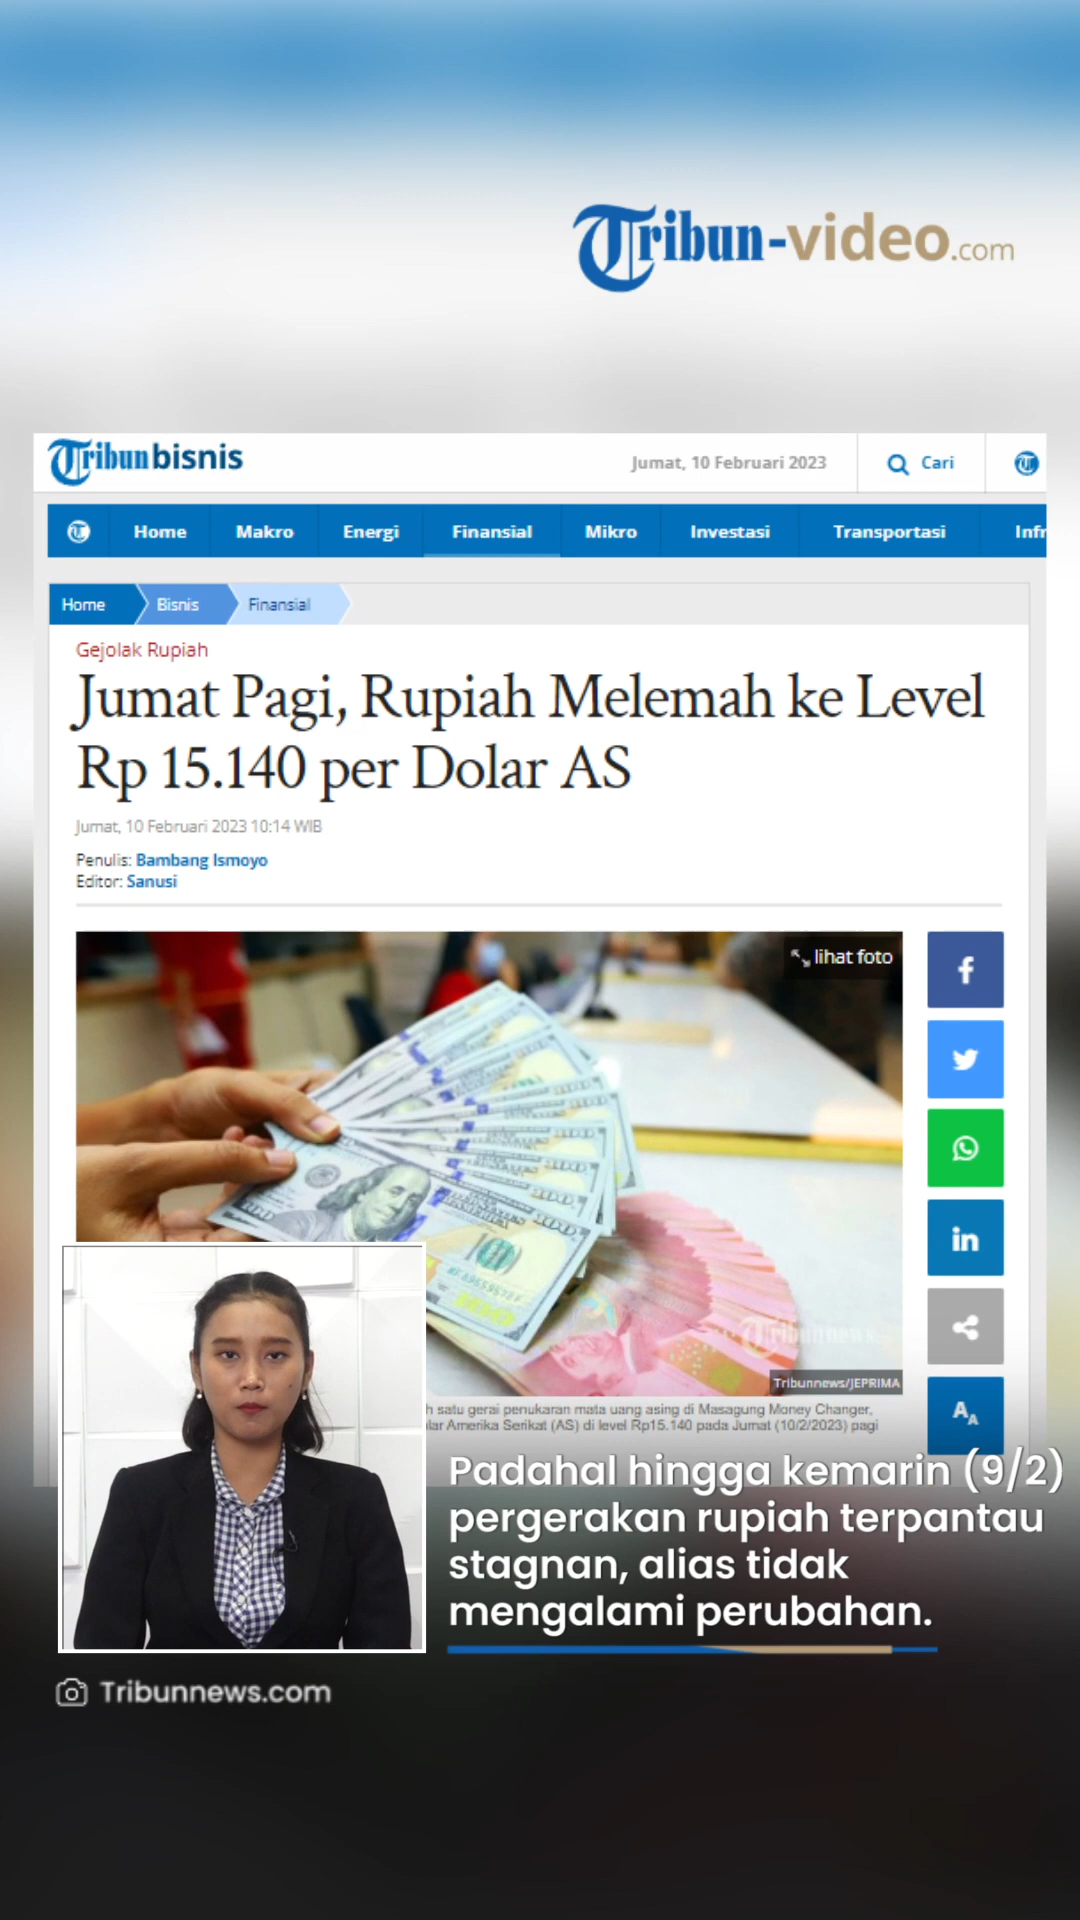 Tribun-video.com
Tribunbisnis
Jumat, 10 Februari 2023
Cari
Home Makro Energi Finansial Mikro Investasi Transportasi Infr
Home Bisnis Finansial
Gejolak Rupiah
Jumat Pagi, Rupiah Melemah ke Level
Rp 15.140 per Dolar AS
Jumat, 10 Februari 2023 10:14 WIB
Penulis: Bambang Ismoyo
Editor: Sanusi
lihat foto
100
Tribunnews
Tribunnews/JEPRIMA
h satu gerai penukaran mata uang asing di Masagung Money Changer,
lar Amerika Serikat (AS) di level Rp15.140 pada Jumat (10/2/2023) pagi
Padahal hingga kemarin (9/2)
pergerakan rupiah terpantau
stagnan, alias tidak
mengalami perubahan.
Tribunnews.com